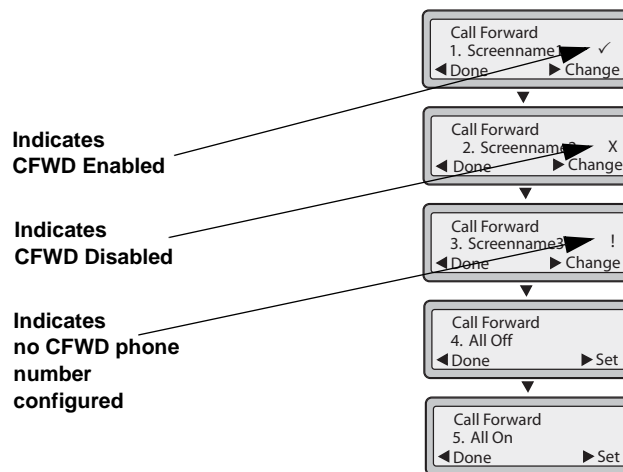 Call Forward
1. Screenname1 ✓
◀Done ▶Change
▼
Indicates
CFWD Enabled
Call Forward
2. Screenname2 X
◀ Done ▶Change
▼
Indicates
CFWD Disabled
Call Forward
3. Screenname3 !
◀Done ▶Change
▼
Indicates
no CFWD phone
number
configured
Call Forward
4. All Off
◀Done ▶Set
▼
Call Forward
5. All On
◀Done ▶Set